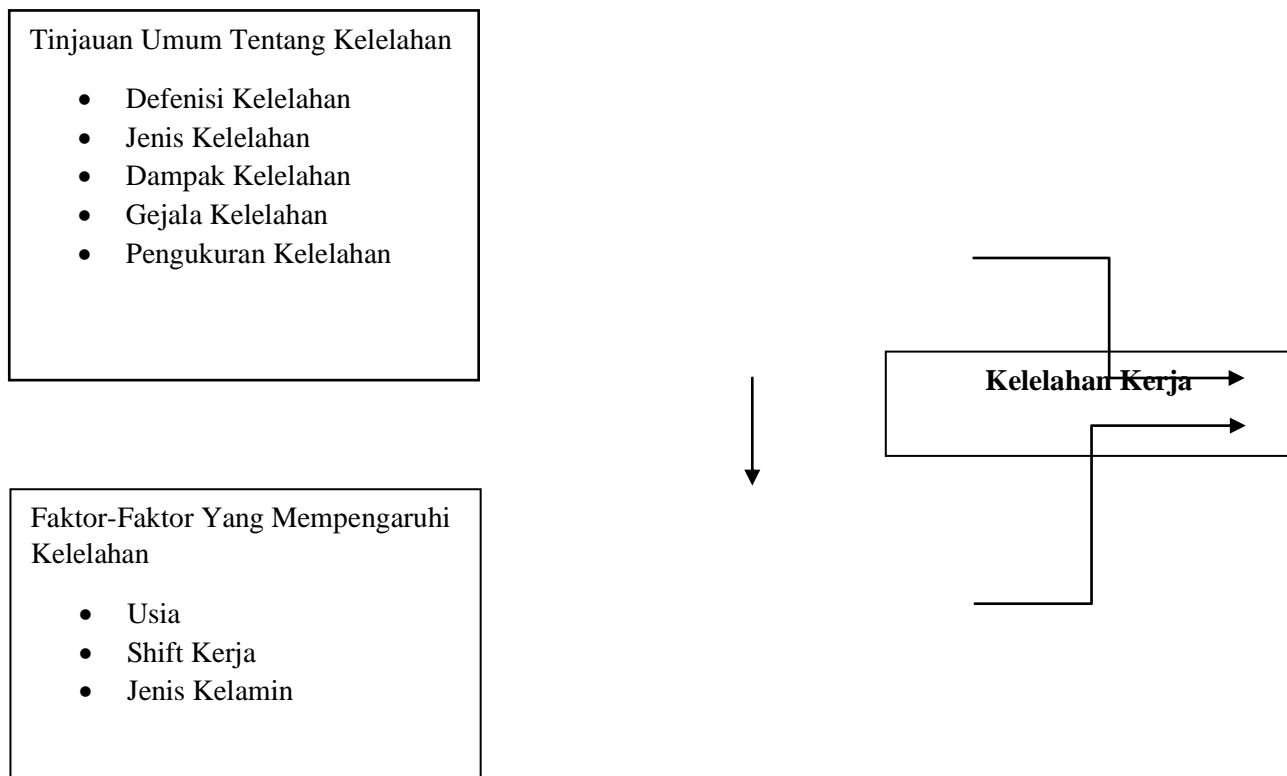 Tinjauan Umum Tentang Kelelahan
• Defenisi Kelelahan
• Jenis Kelelahan
• Dampak Kelelahan
• Gejala Kelelahan
• Pengukuran Kelelahan
Kelelahan Kerja
Faktor-Faktor Yang Mempengaruhi
Kelelahan
• Usia
• Shift Kerja
• Jenis Kelamin